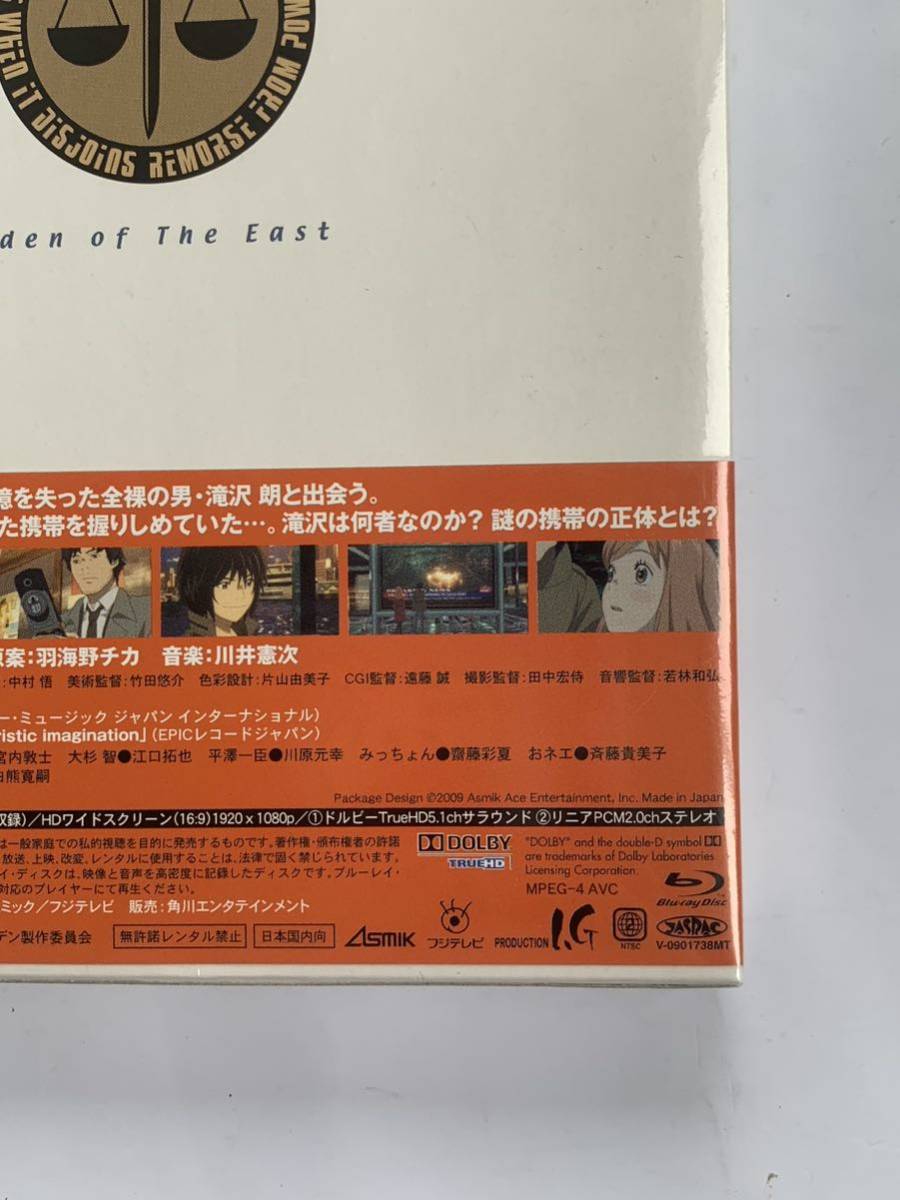 WHEN IT DISJOINS REMORSE FROM POW
den of The East
憶を失った全裸の男・滝沢 朗と出会う。
た携帯を握りしめていた…。滝沢は何者なのか? 謎の携帯の正体とは?
原案:羽海野チカ 音楽:川井憲次
:中村 悟 美術監督:竹田悠介 色彩設計:片山由美子 CGI監督:遠藤 誠 撮影監督:田中宏侍 音響監督:若林和弘
ー・ミュージック ジャパン インターナショナル)
ristic imagination」(EPICレコードジャパン)
宮内敦士 大杉 智●江口拓也 平澤一臣●川原元幸 みっちょん●齋藤彩夏 おネエ●斉藤貴美子
白熊寛嗣
Package Design ©2009 Asmik Ace Entertainment, Inc. Made in Japan
収録)/HDワイドスクリーン(16:9)1920×1080p/①ドルビーTrueHD5.1chサラウンド ②リニアPCM2.0chステレオ
は一般家庭での私的視聴を目的に発売するものです。著作権・頒布権者の許諾
放送、上映、改変、レンタルに使用することは、法律で固く禁じられています。
イ・ディスクは、映像と音声を高密度に記録したディスクです。ブルーレイ・
対応のプレイヤーにて再生ください。
DOLBY
TRUEHD
"DOLBY" and the double-D symbol
are trademarks of Dolby Laboratories
Licensing Corporation.
MPEG-4 AVC
Blu-ray Disc
ミック/フジテレビ 販売:角川エンタテインメント
デン製作委員会 無許諾レンタル禁止 日本国内向 ASMIK フジテレビ PRODUCTION I.G 2 NTSC JASRAC
V-0901738MT